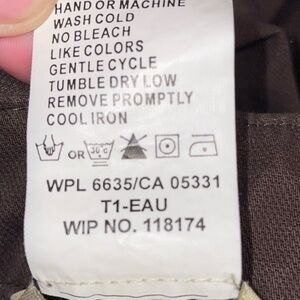 HAND OR MACHINE
WASH COLD
NO BLEACH
LIKE COLORS
GENTLE CYCLE
TUMBLE DRY LOW
REMOVE PROMPTLY
COOL IRON
OR 30°C
WPL 6635/CA 05331
T1-EAU
WIP NO. 118174